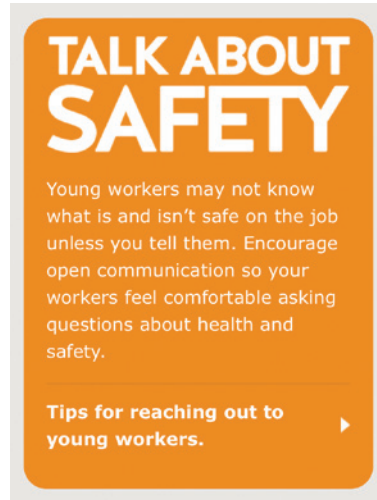 TALK ABOUT
SAFETY
Young workers may not know
what is and isn't safe on the job
unless you tell them. Encourage
open communication so your
workers feel comfortable asking
questions about health and
safety.
Tips for reaching out to
young workers.